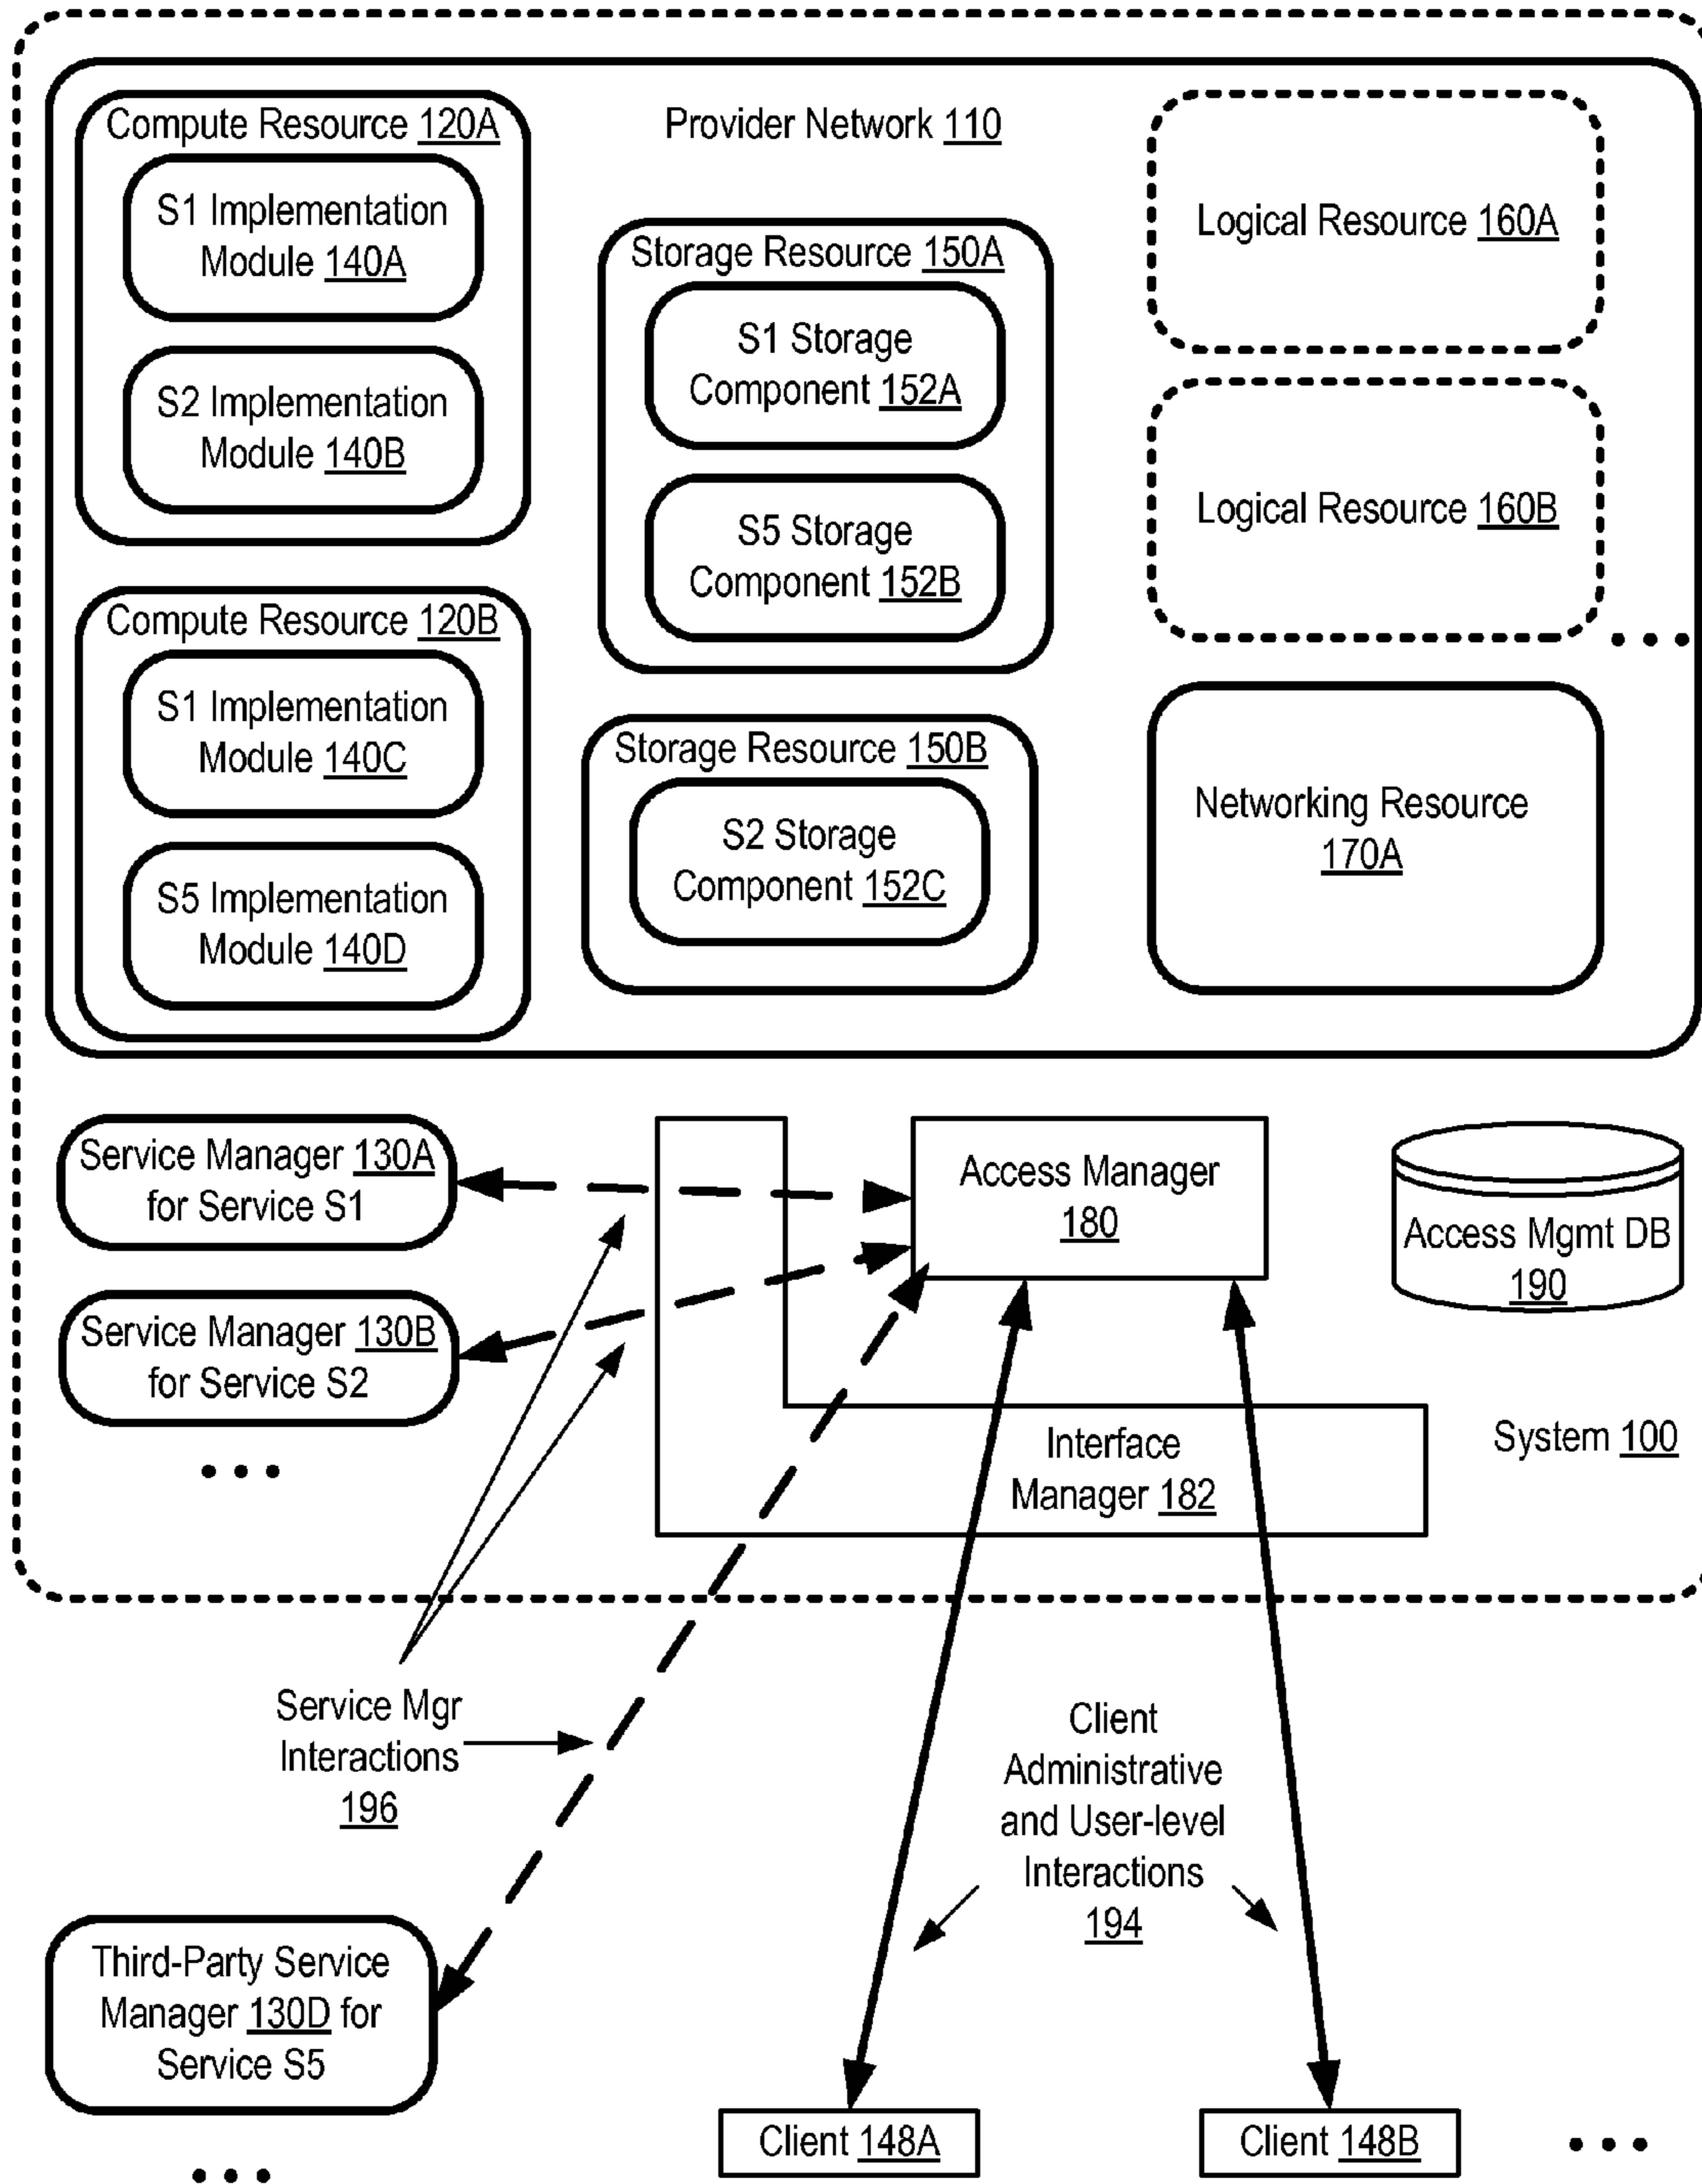 Compute Resource 120A
S1 Implementation
Module 140A
S2 Implementation
Module 140B
Compute Resource 120B
S1 Implementation
Module 140C
S5 Implementation
Module 140D
Provider Network 110
Storage Resource 150A
S1 Storage
Component 152A
S5 Storage
Component 152B
Storage Resource 150B
S2 Storage
Component 152C
Logical Resource 160A
Logical Resource 160B
...
Networking Resource
170A
Service Manager 130A
for Service S1
Service Manager 130B
for Service S2
...
Access Manager
180
Access Mgmt DB
190
Interface
Manager 182
System 100
Service Mgr
Interactions
196
Client
Administrative
and User-level
Interactions
194
Third-Party Service
Manager 130D for
Service S5
...
Client 148A
Client 148B
...